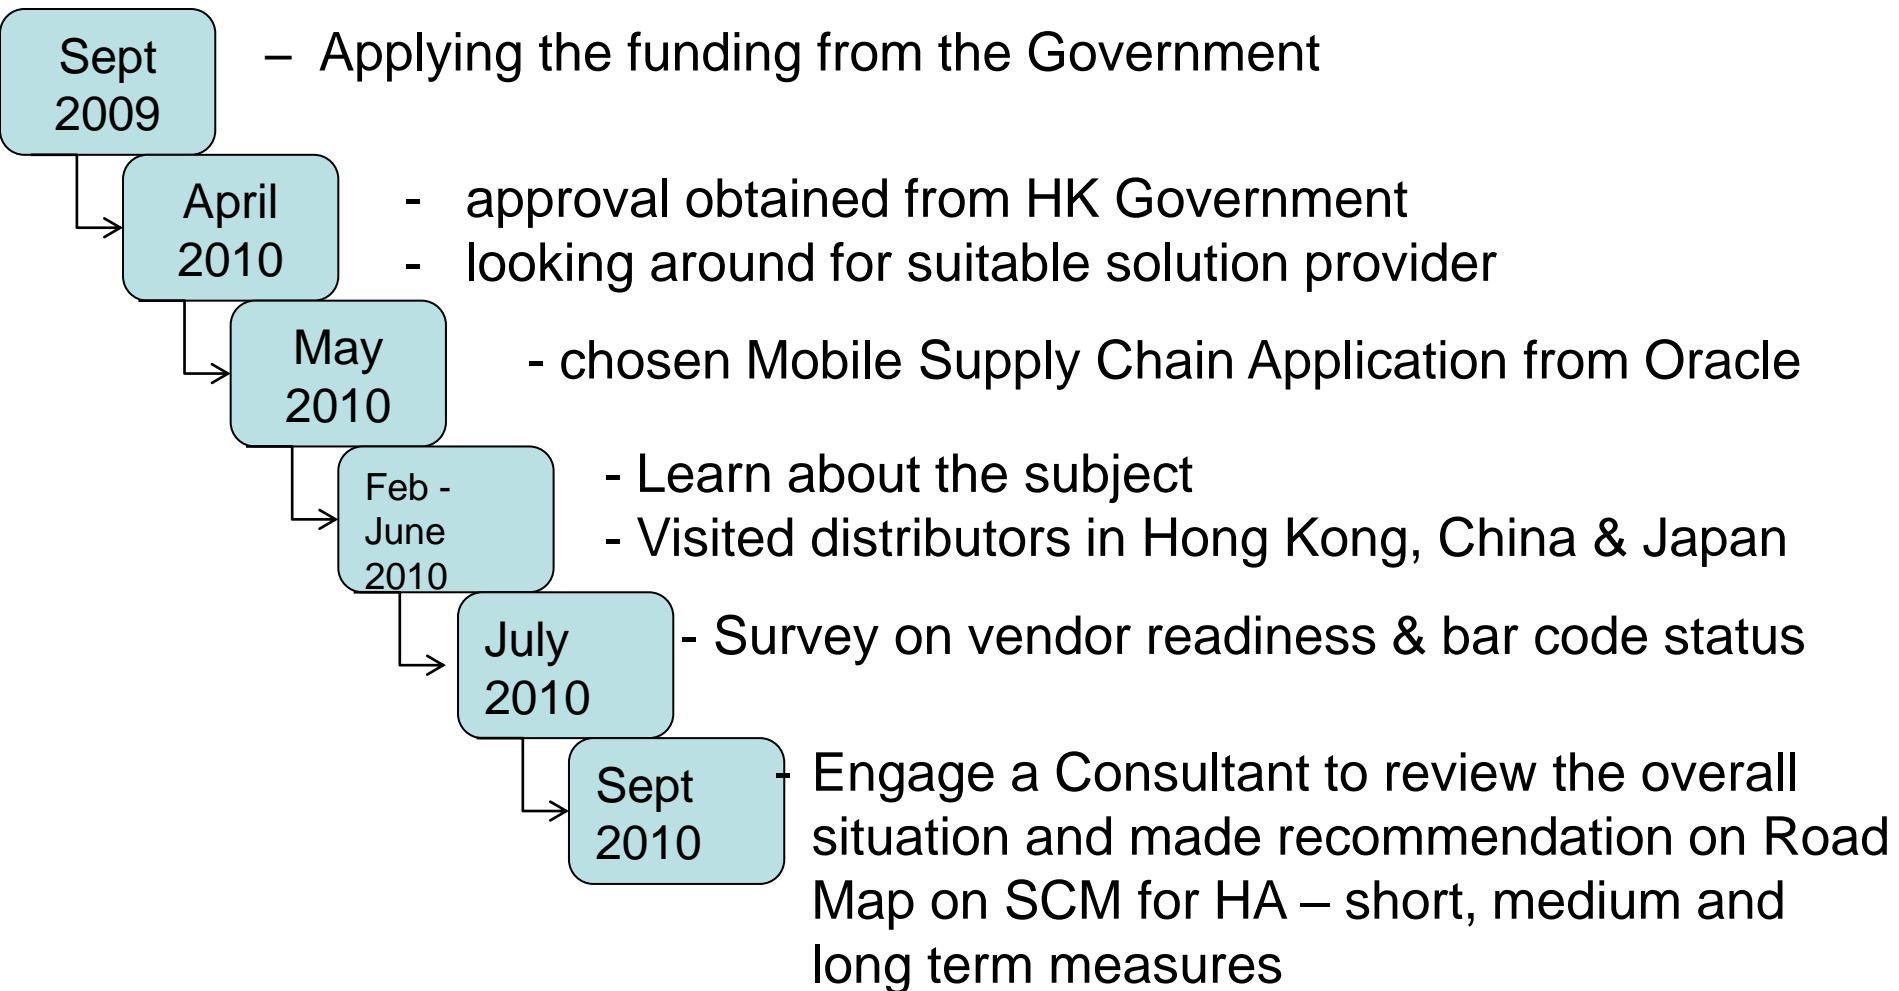 Sept
2009
– Applying the funding from the Government
April
2010
- approval obtained from HK Government
- looking around for suitable solution provider
May
2010
- chosen Mobile Supply Chain Application from Oracle
Feb -
June
2010
- Learn about the subject
- Visited distributors in Hong Kong, China & Japan
July
2010
- Survey on vendor readiness & bar code status
Sept
2010
- Engage a Consultant to review the overall
situation and made recommendation on Road
Map on SCM for HA – short, medium and
long term measures